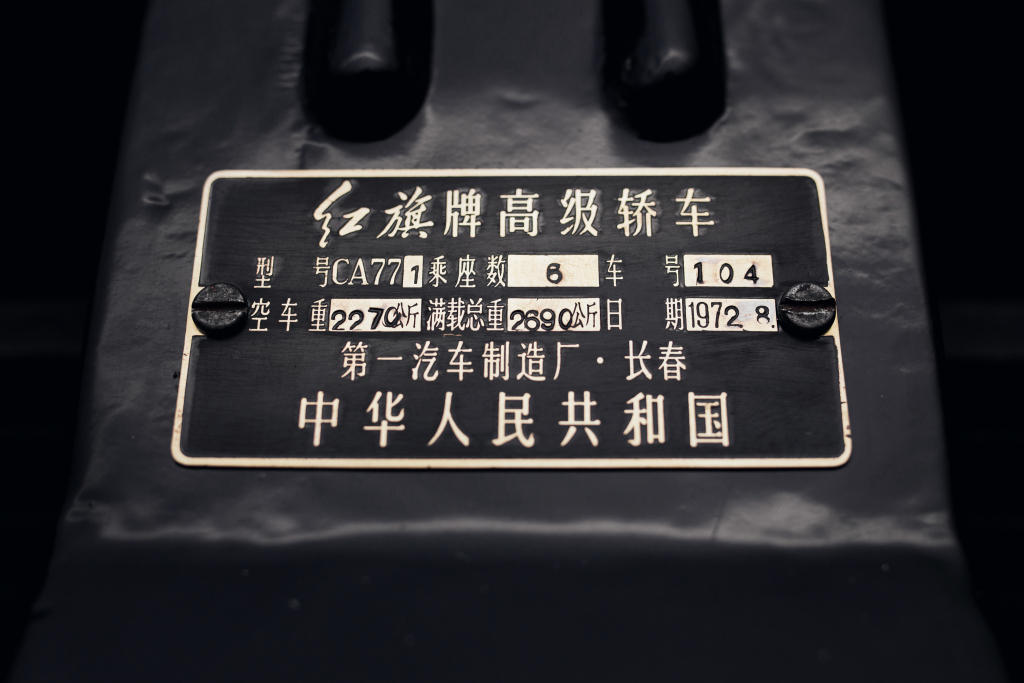 红旗牌高级轿车
型号CA771 乘座数6 车号104
空车重2270公斤 满载总重2690公斤 日期1972 8.
第一汽车制造厂·长春
中华人民共和国